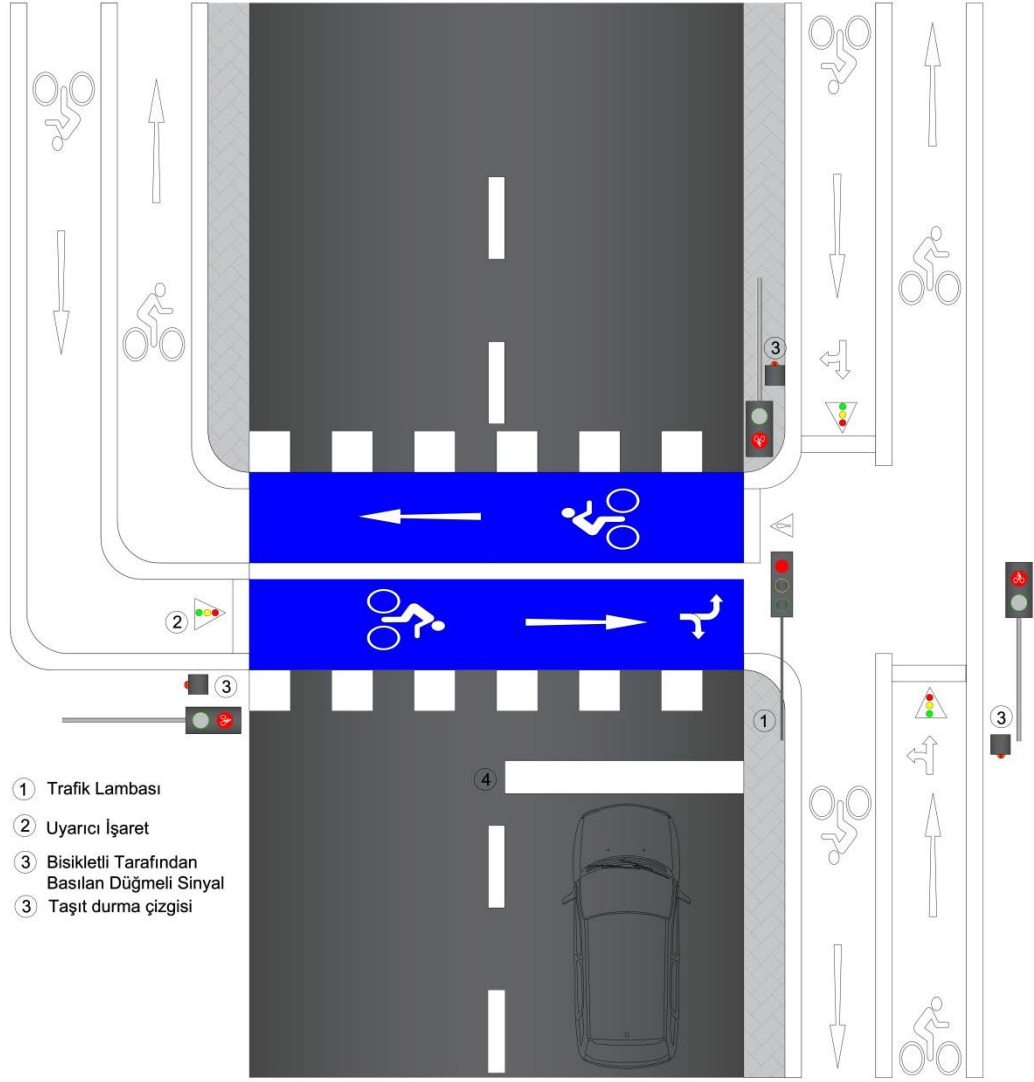 3
2
3
1
3
4
1 Trafik Lambası
2 Uyarıcı İşaret
3 Bisikletli Tarafından
Basılan Düğmeli Sinyal
3 Taşıt durma çizgisi